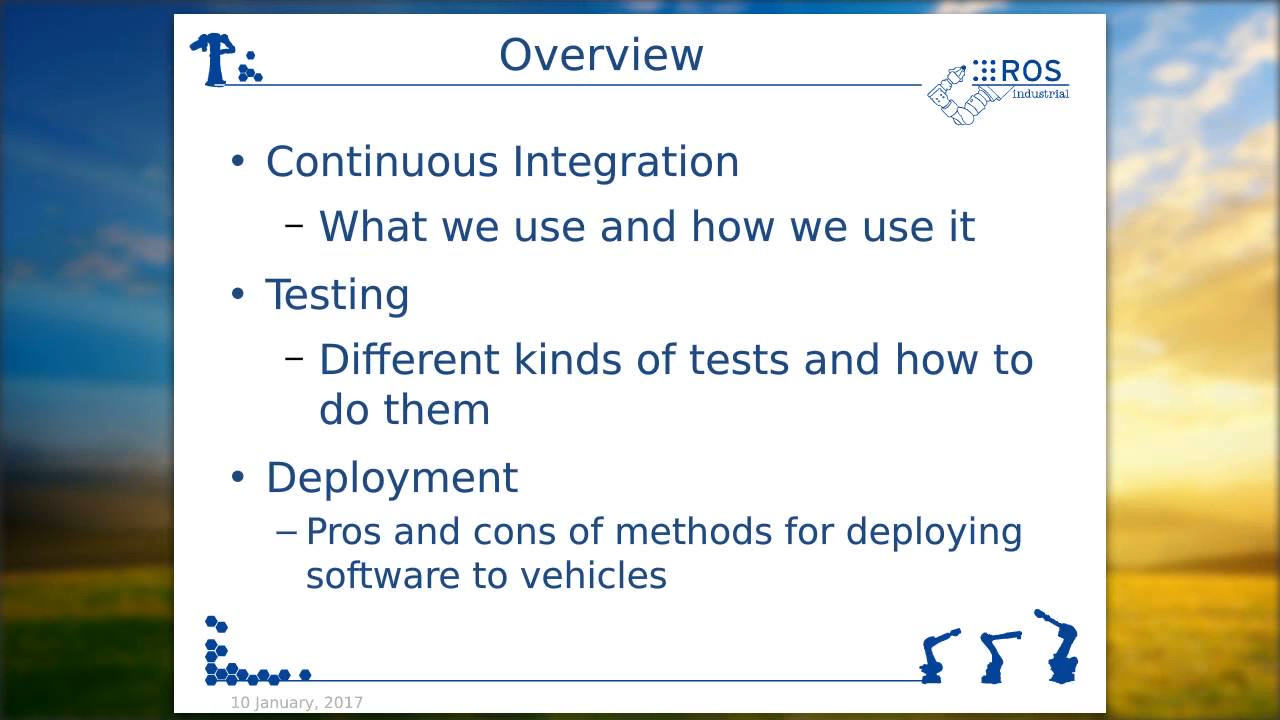 Overview
ROS
industrial
• Continuous Integration
– What we use and how we use it
• Testing
– Different kinds of tests and how to
do them
• Deployment
– Pros and cons of methods for deploying
software to vehicles
10 January, 2017